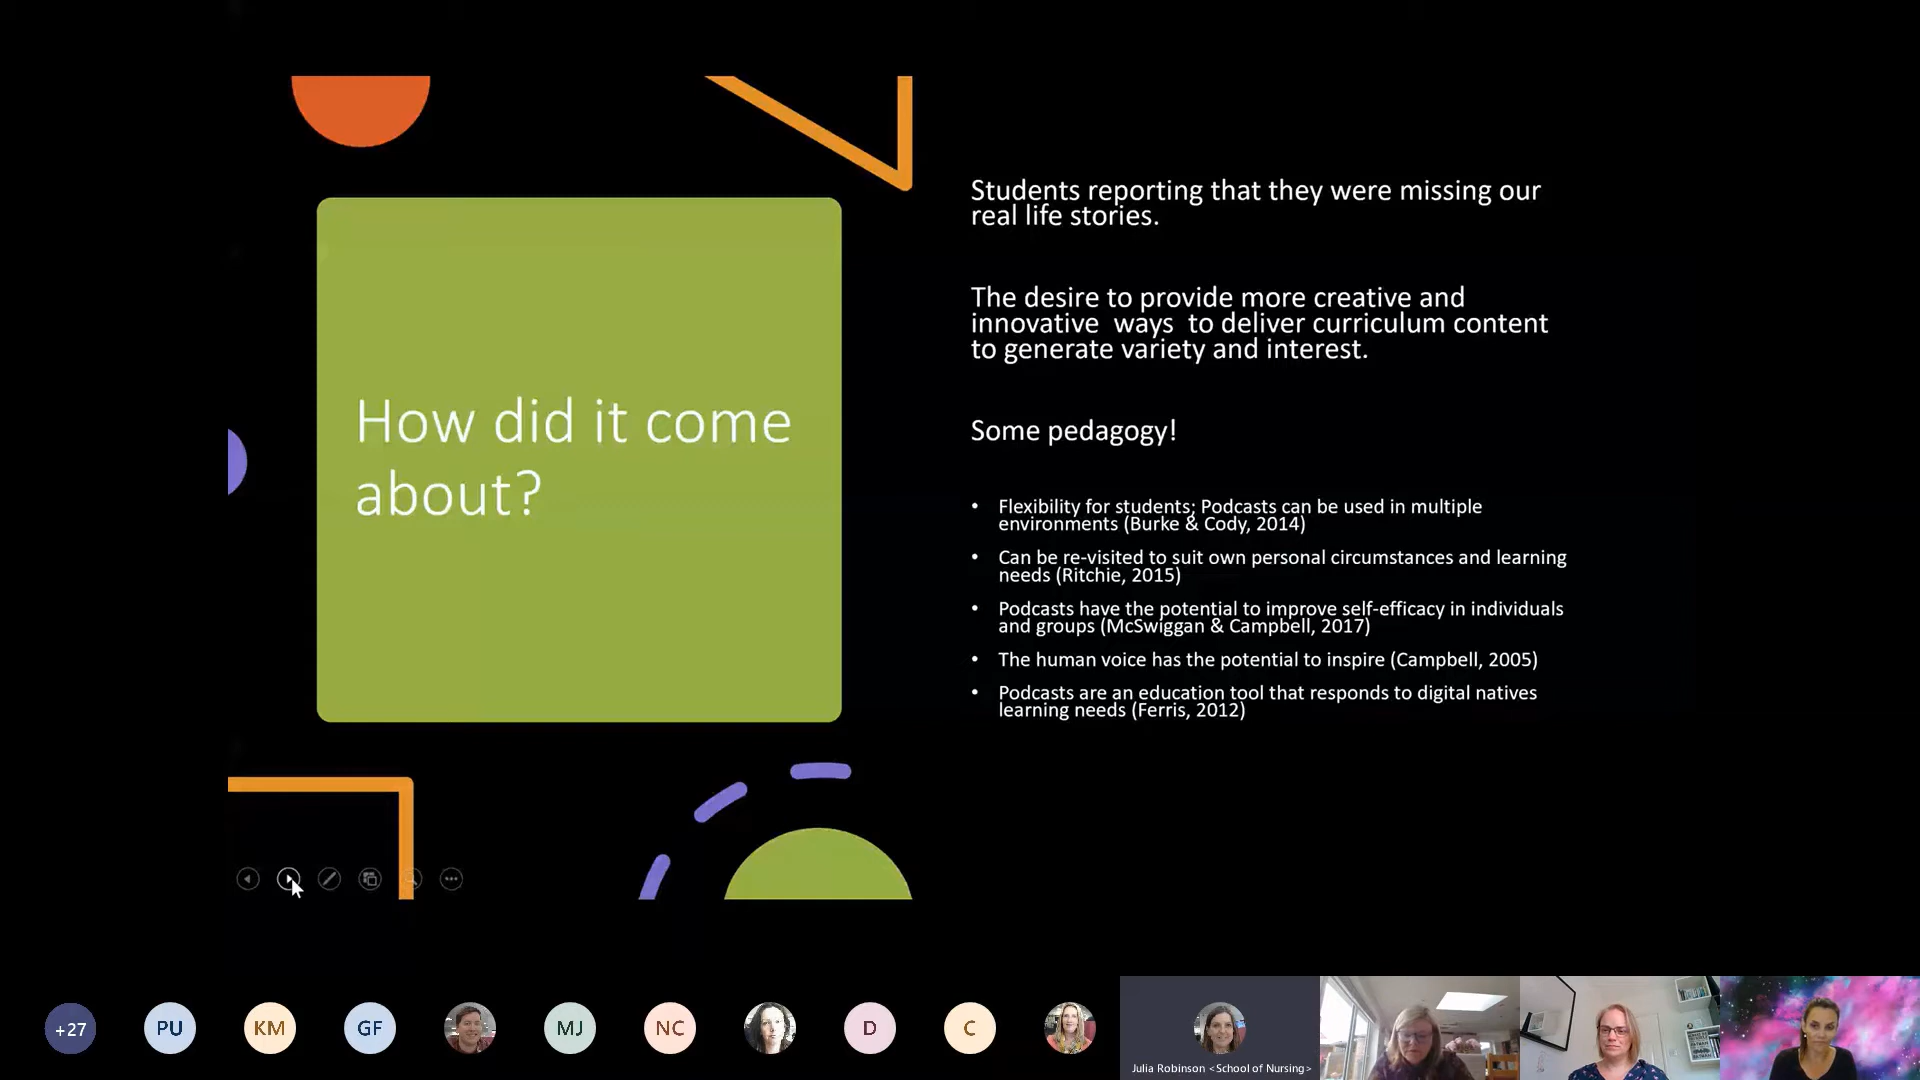 How did it come
about?
Students reporting that they were missing our
real life stories.
The desire to provide more creative and
innovative  ways  to deliver curriculum content
to generate variety and interest.
Some pedagogy!
• Flexibility for students; Podcasts can be used in multiple
environments (Burke & Cody, 2014)
• Can be re-visited to suit own personal circumstances and learning
needs (Ritchie, 2015)
• Podcasts have the potential to improve self-efficacy in individuals
and groups (McSwiggan & Campbell, 2017)
• The human voice has the potential to inspire (Campbell, 2005)
• Podcasts are an education tool that responds to digital natives
learning needs (Ferris, 2012)
+27
PU
KM
GF
MJ
NC
D
C
Julia Robinson <School of Nursing>